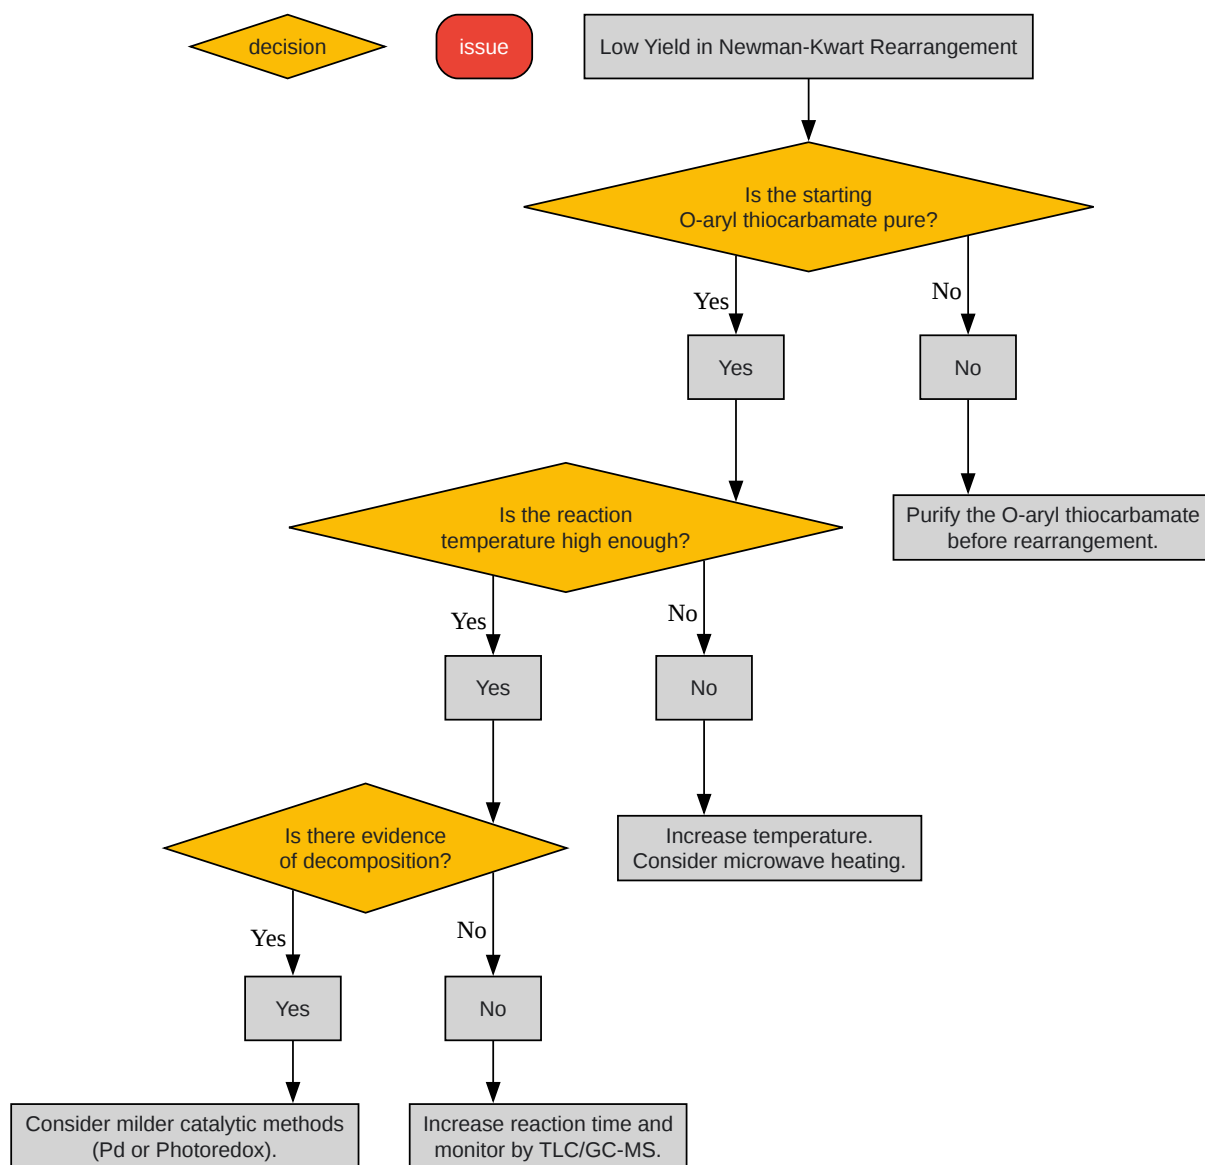 decision
issue
Low Yield in Newman-Kwart Rearrangement
Is the starting
O-aryl thiocarbamate pure?
Yes
No
Yes
No
Is the reaction
temperature high enough?
Purify the O-aryl thiocarbamate
before rearrangement.
Yes
No
Yes
No
Is there evidence
of decomposition?
Increase temperature.
Consider microwave heating.
Yes
No
Yes
No
Consider milder catalytic methods
(Pd or Photoredox).
Increase reaction time and
monitor by TLC/GC-MS.